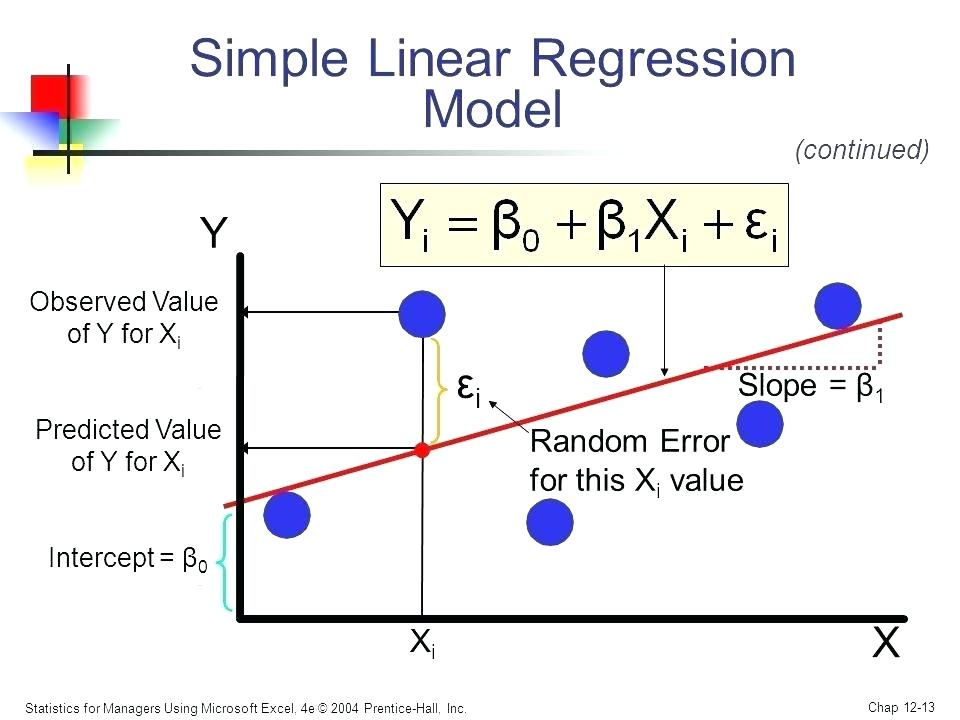 Simple Linear Regression
Model
(continued)
Yᵢ = β₀ + β₁Xᵢ + εᵢ
Y
Observed Value
of Y for Xᵢ
εᵢ
Slope = β₁
Predicted Value
of Y for Xᵢ
Random Error
for this Xᵢ value
Intercept = β₀
Xᵢ
X
Statistics for Managers Using Microsoft Excel, 4e © 2004 Prentice-Hall, Inc.
Chap 12-13